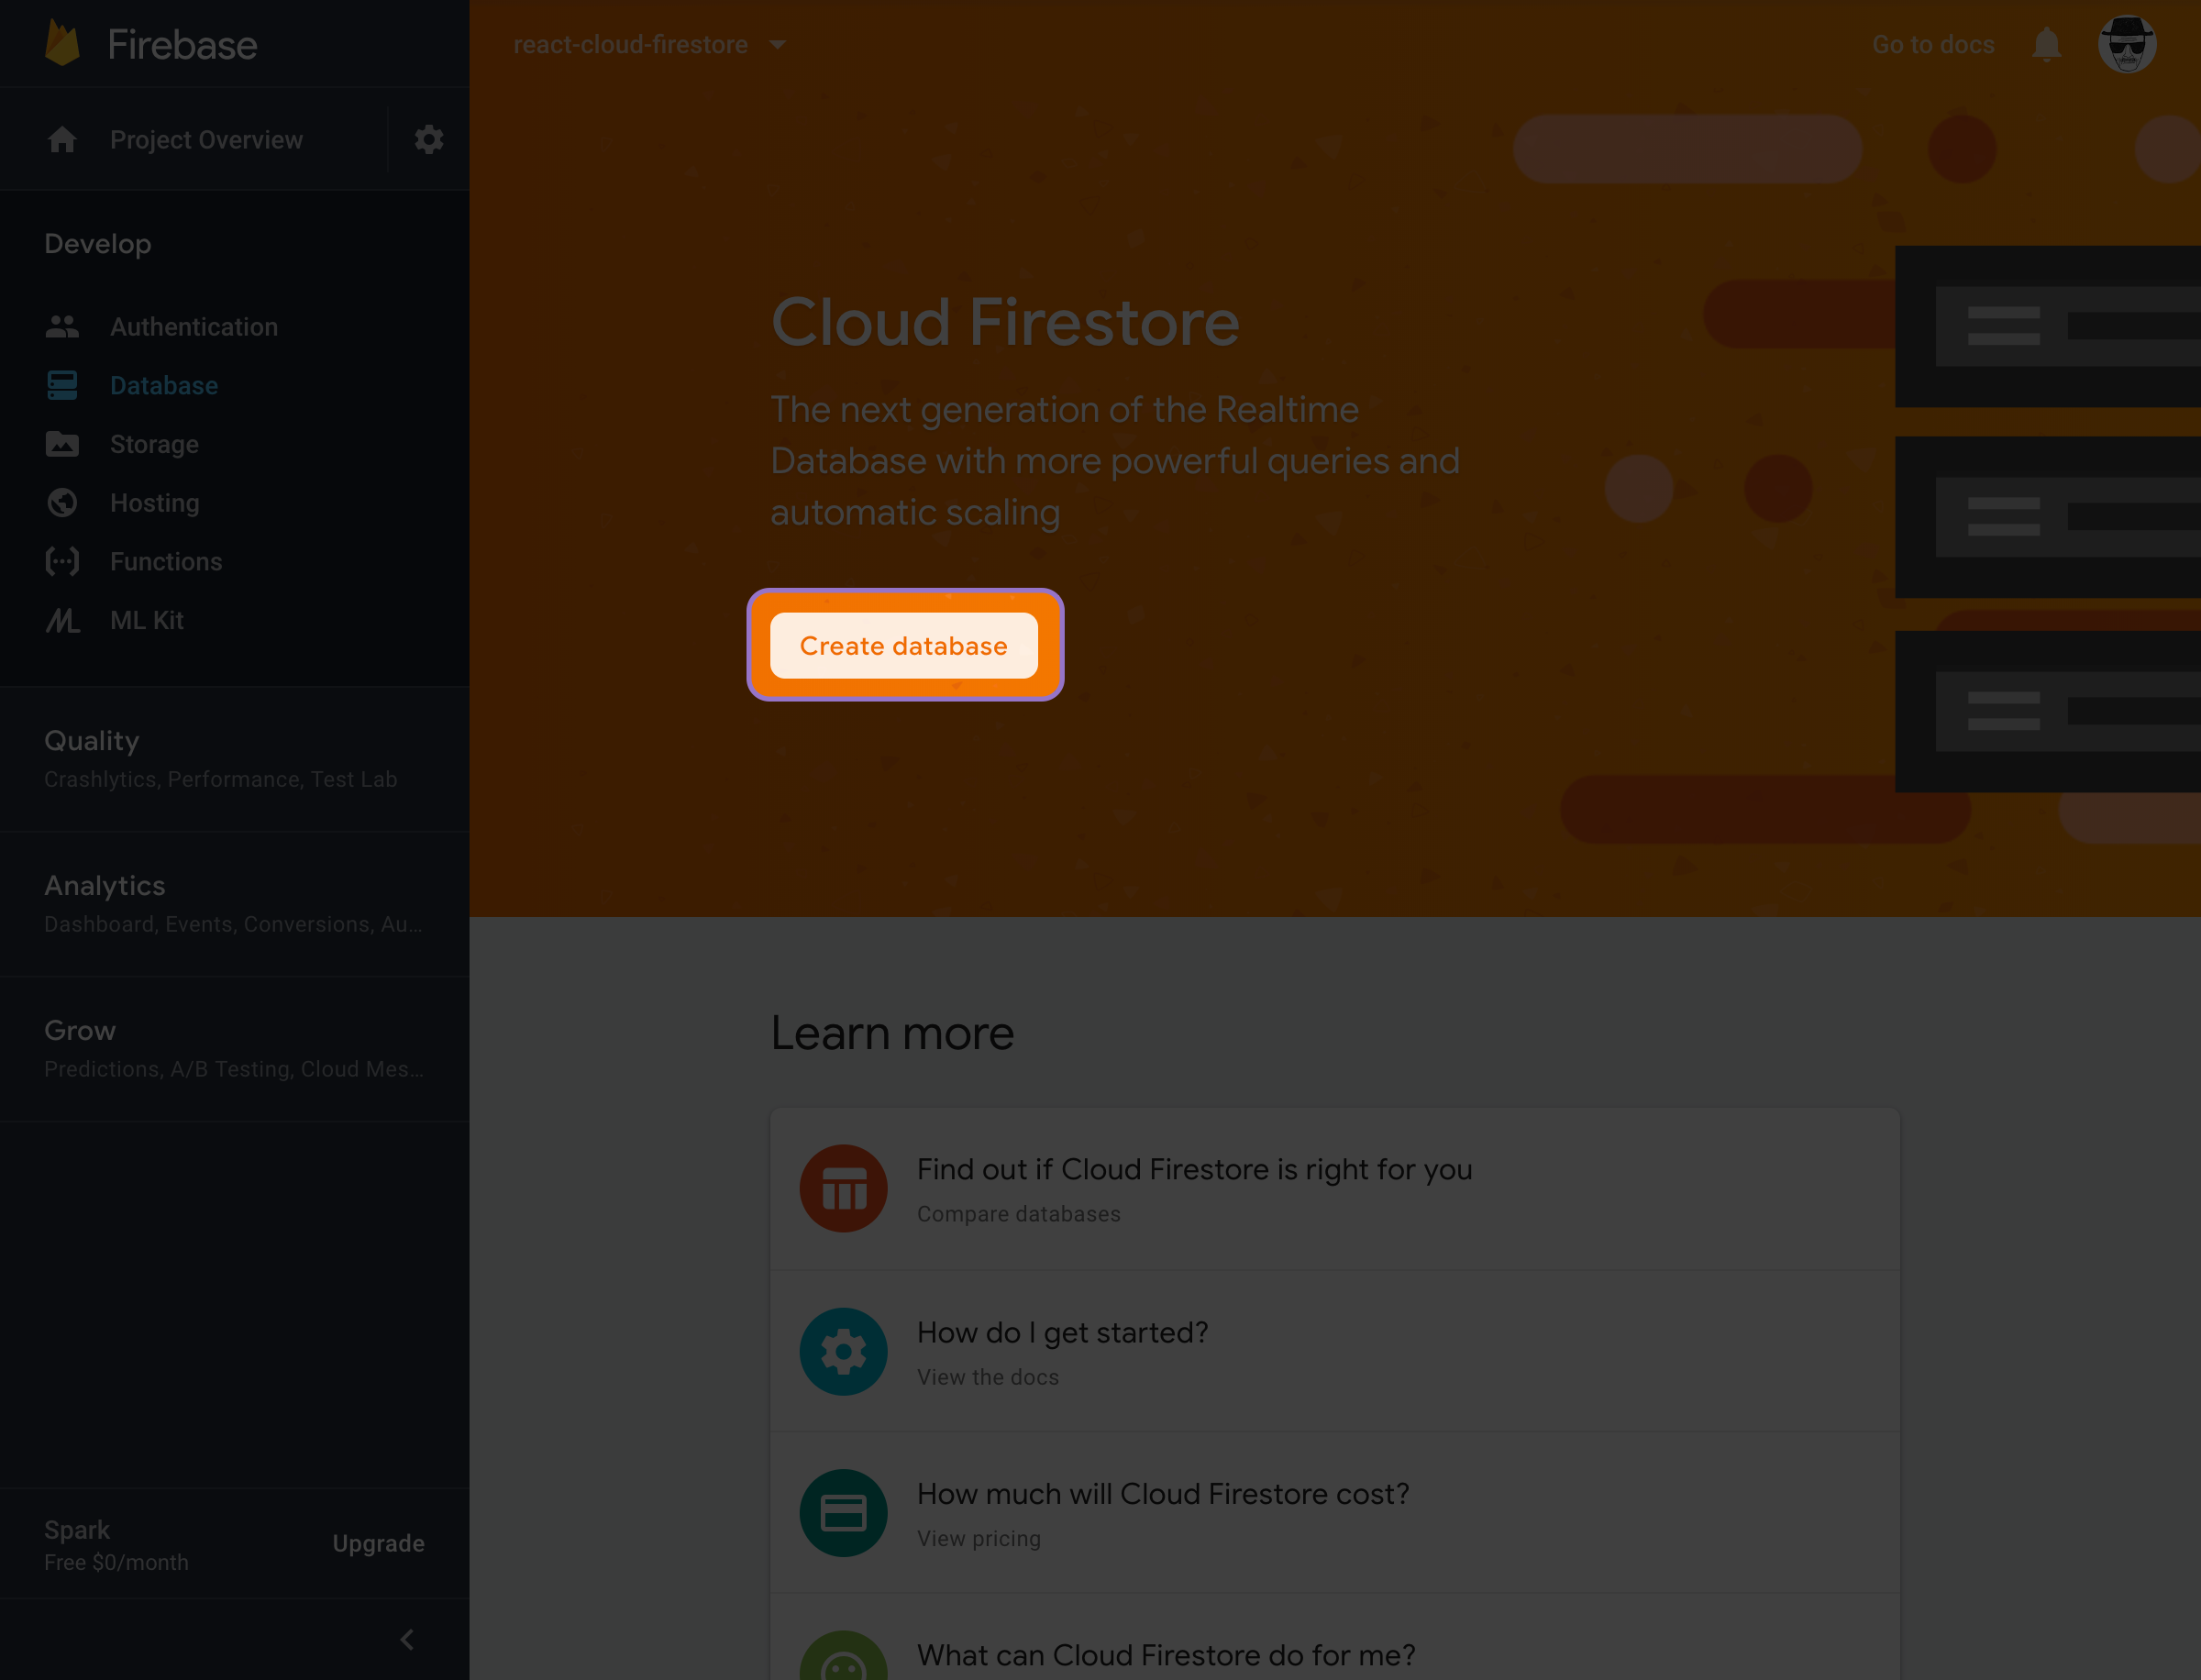 Firebase
react-cloud-firestore
Go to docs
Project Overview
Develop
Authentication
Database
Storage
Hosting
Functions
ML Kit
Quality
Crashlytics, Performance, Test Lab
Analytics
Dashboard, Events, Conversions, Au...
Grow
Predictions, A/B Testing, Cloud Mes...
Spark
Free $0/month
Upgrade
Cloud Firestore
The next generation of the Realtime
Database with more powerful queries and
automatic scaling
Create database
Learn more
Find out if Cloud Firestore is right for you
Compare databases
How do I get started?
View the docs
How much will Cloud Firestore cost?
View pricing
What can Cloud Firestore do for me?